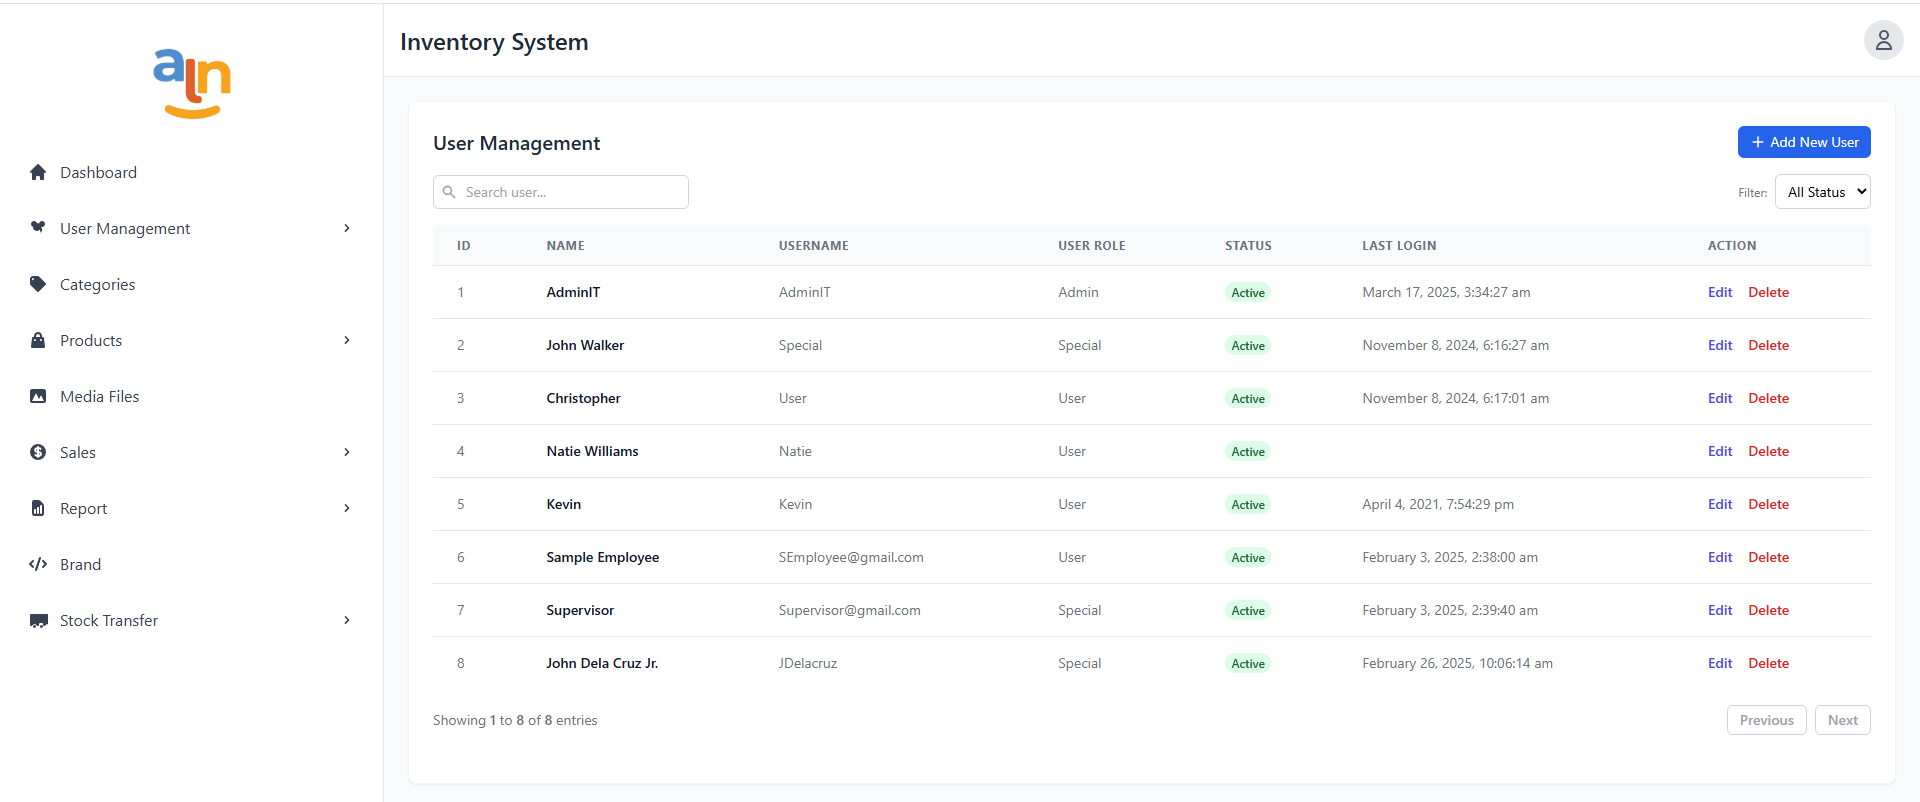 aln
Inventory System
Dashboard
User Management
Categories
Products
Media Files
Sales
Report
Brand
Stock Transfer
User Management
+ Add New User
Search user...
Filter: All Status
ID NAME USERNAME USER ROLE STATUS LAST LOGIN ACTION
1 AdminIT AdminIT Admin Active March 17, 2025, 3:34:27 am Edit Delete
2 John Walker Special Special Active November 8, 2024, 6:16:27 am Edit Delete
3 Christopher User User Active November 8, 2024, 6:17:01 am Edit Delete
4 Natie Williams Natie User Active Edit Delete
5 Kevin Kevin User Active April 4, 2021, 7:54:29 pm Edit Delete
6 Sample Employee SEmployee@gmail.com User Active February 3, 2025, 2:38:00 am Edit Delete
7 Supervisor Supervisor@gmail.com Special Active February 3, 2025, 2:39:40 am Edit Delete
8 John Dela Cruz Jr. JDelacruz Special Active February 26, 2025, 10:06:14 am Edit Delete
Showing 1 to 8 of 8 entries
Previous Next